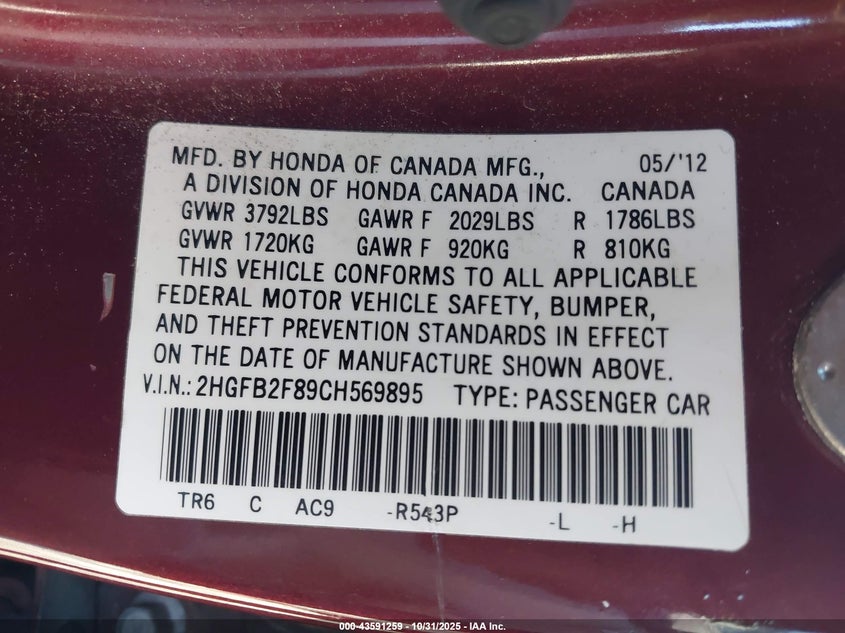 MFD. BY HONDA OF CANADA MFG., 05/'12
A DIVISION OF HONDA CANADA INC. CANADA
GVWR 3792LBS GAWR F 2029LBS R 1786LBS
GVWR 1720KG GAWR F 920KG R 810KG
THIS VEHICLE CONFORMS TO ALL APPLICABLE
FEDERAL MOTOR VEHICLE SAFETY, BUMPER,
AND THEFT PREVENTION STANDARDS IN EFFECT
ON THE DATE OF MANUFACTURE SHOWN ABOVE.
V.I.N.: 2HGFB2F89CH569895 TYPE: PASSENGER CAR
TR6 C AC9 -R543P -L -H
000-43591259 - 10/31/2025 - IAA Inc.